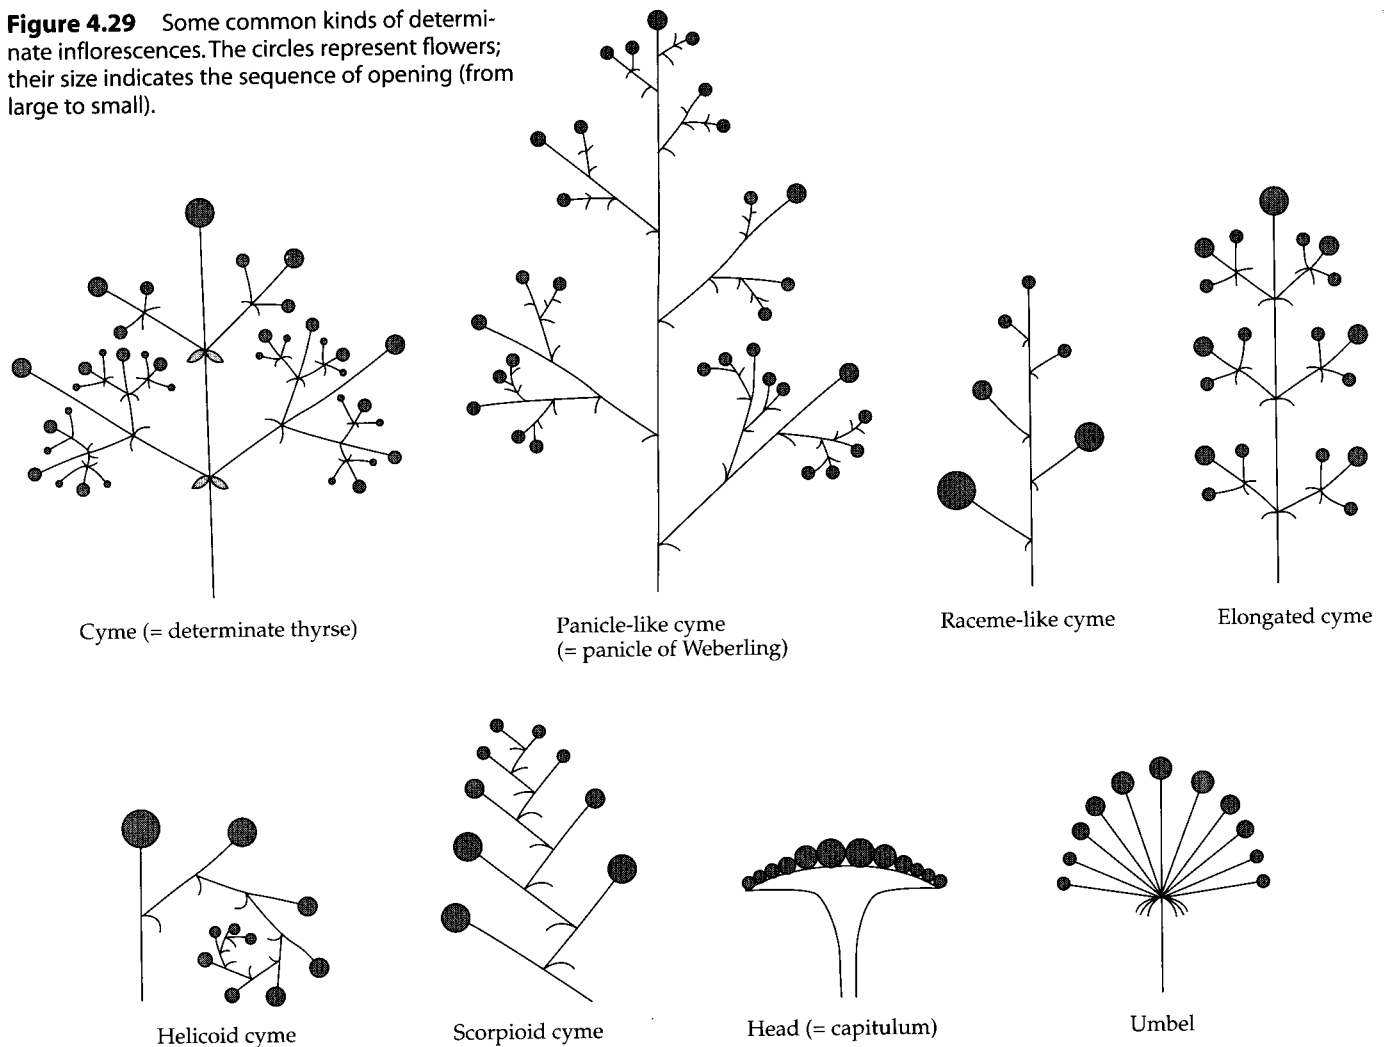 Figure 4.29 Some common kinds of determi-
nate inflorescences. The circles represent flowers;
their size indicates the sequence of opening (from
large to small).
Cyme (= determinate thyrse)
Panicle-like cyme
(= panicle of Weberling)
Raceme-like cyme
Elongated cyme
Helicoid cyme
Scorpioid cyme
Head (= capitulum)
Umbel